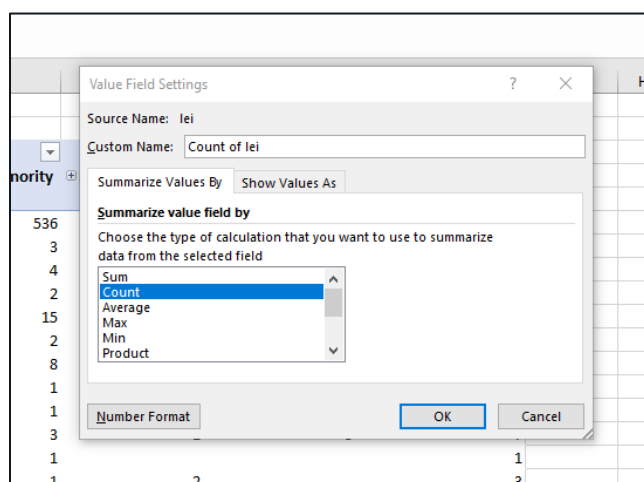 H
Value Field Settings
Source Name: lei
Custom Name: Count of lei
nority
Summarize Values By Show Values As
Summarize value field by
Choose the type of calculation that you want to use to summarize
data from the selected field
Sum
Count
Average
Max
Min
Product
Number Format OK Cancel
536
3
4
2
15
2
8
1
1
3
1 1
1 2 3